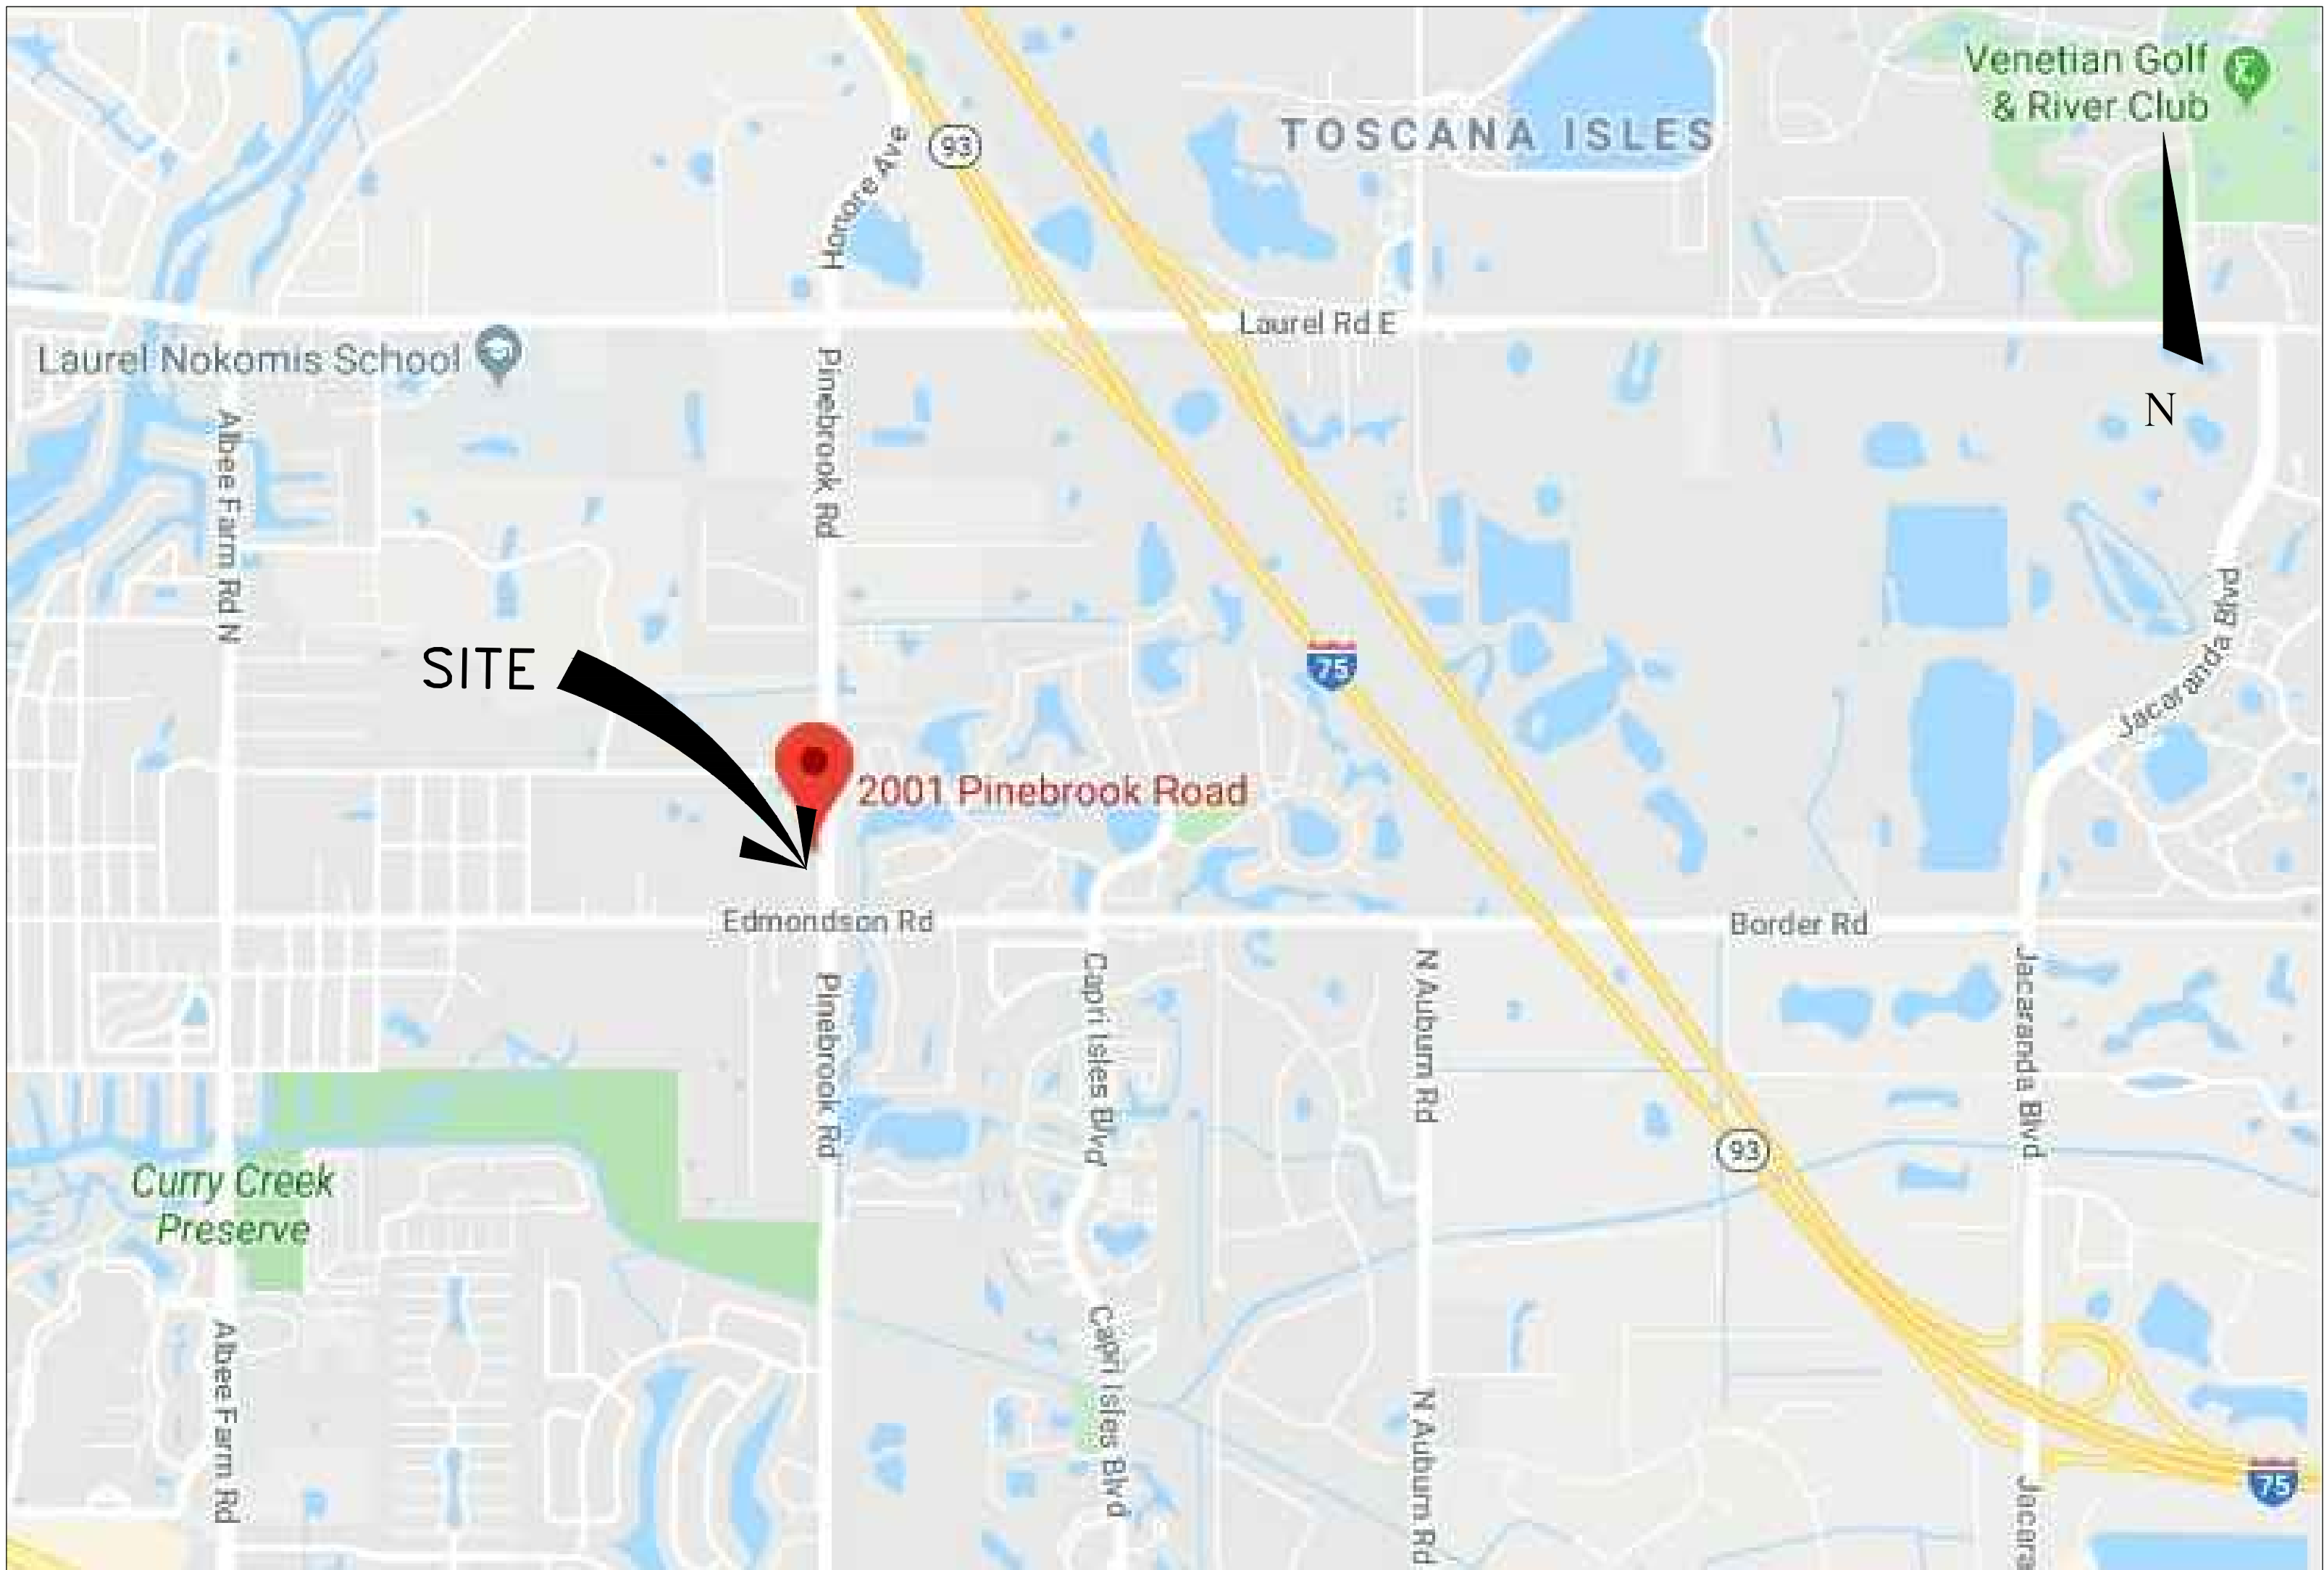 Venetian Golf
& River Club
TOSCANA ISLES
93
Honore Ave
Laurel Rd E
Laurel Nokomis School
N
Pinebrook Rd
Albee Farm Rd N
Jacaranda Blvd
SITE
75
2001 Pinebrook Road
Edmondson Rd
Border Rd
Pinebrook Rd
Capri Isles Blvd
N Auburn Rd
Jacaranda Blvd
93
Curry Creek
Preserve
Albee Farm Rd
Capri Isles Blvd
N Auburn Rd
75
Jacara